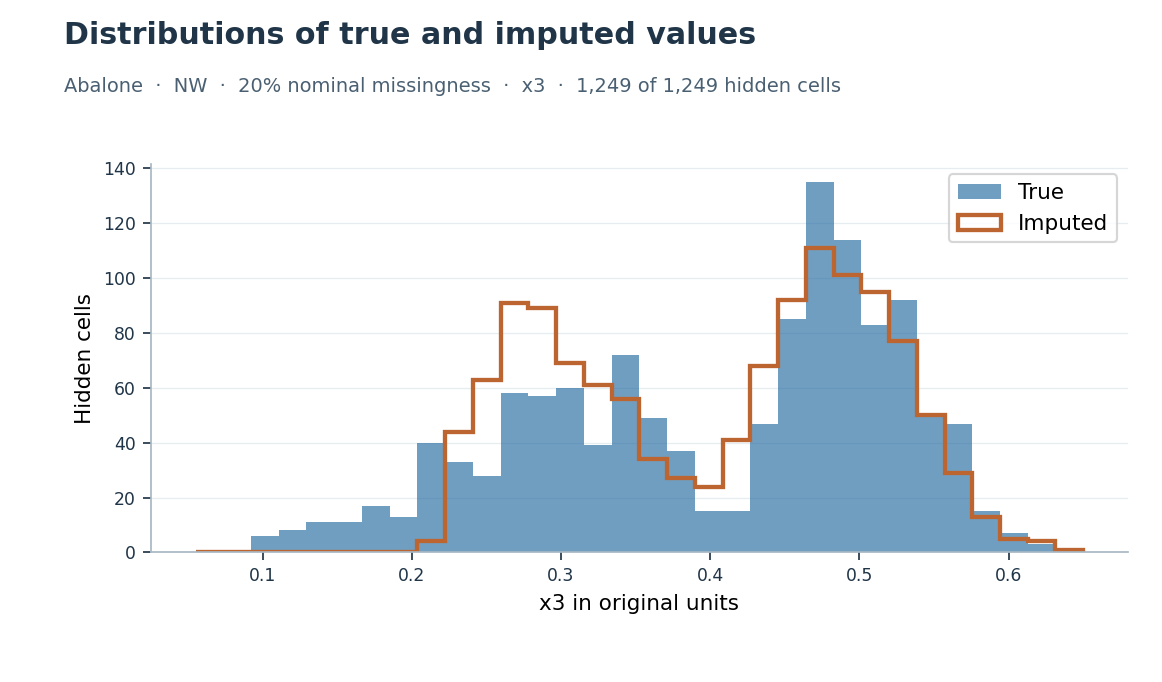 Distributions of true and imputed values
Abalone · NW · 20% nominal missingness · x3 · 1,249 of 1,249 hidden cells
140
120
100
80
60
40
20
0
Hidden cells
True
Imputed
0.1 0.2 0.3 0.4 0.5 0.6
x3 in original units